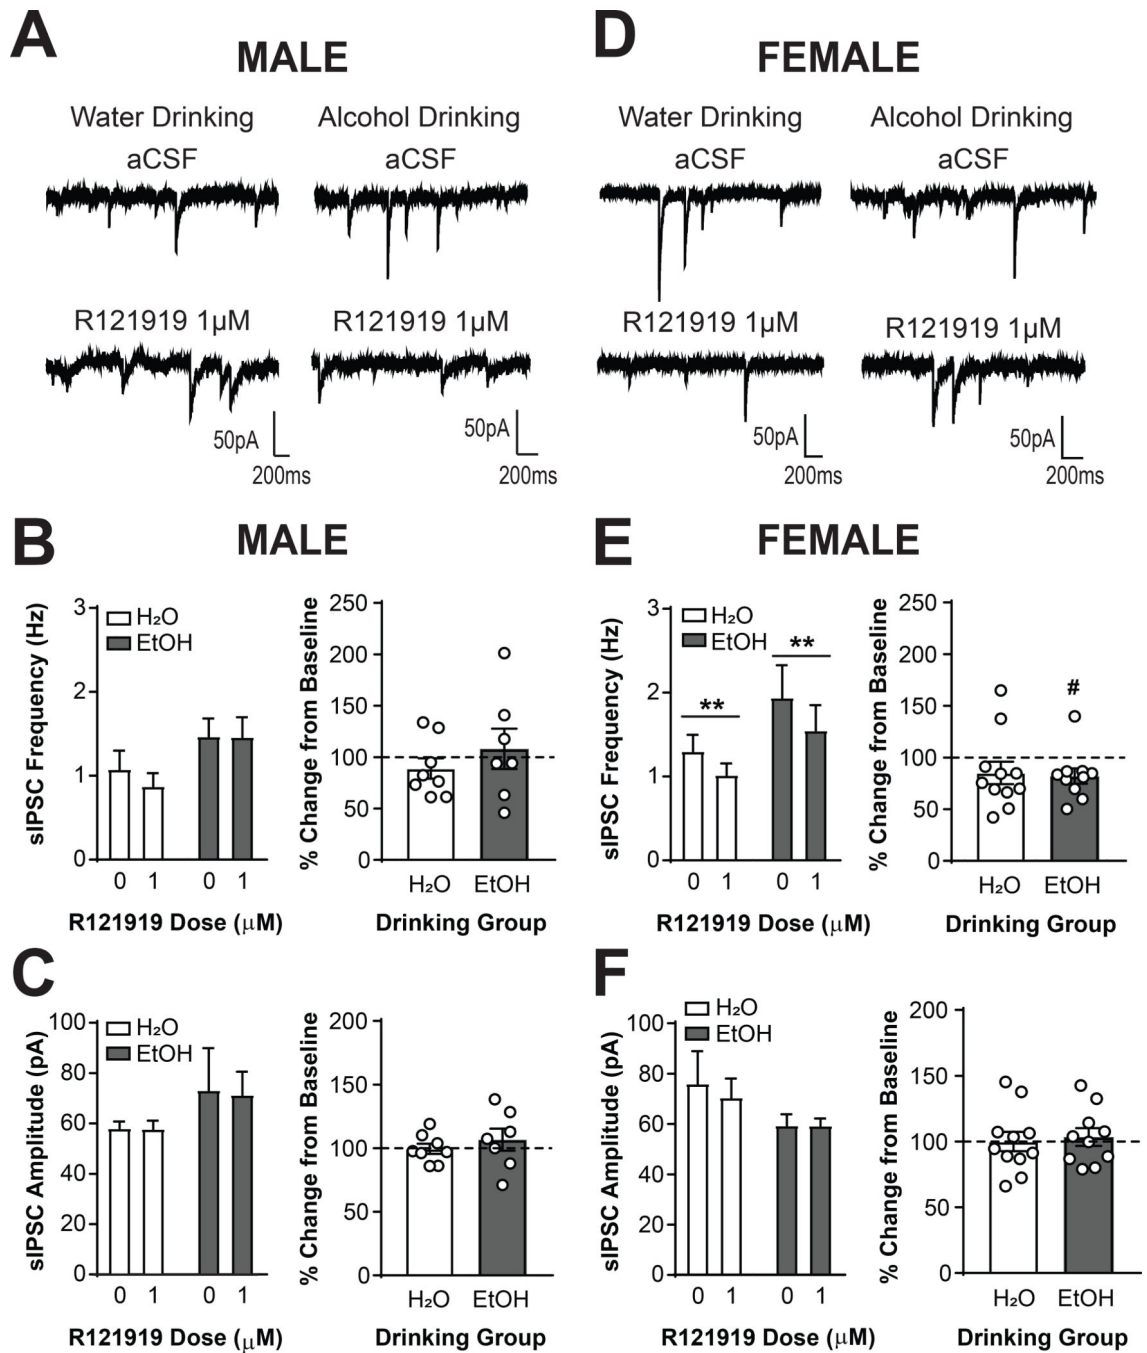 A
MALE
Water Drinking
Alcohol Drinking
aCSF
aCSF
R121919 1µM
R121919 1µM
50pA
200ms
50pA
200ms
D
FEMALE
Water Drinking
Alcohol Drinking
aCSF
aCSF
R121919 1µM
R121919 1µM
50pA
200ms
50pA
200ms
B
MALE
sIPSC Frequency (Hz)
3
2
1
0
H₂O
EtOH
0 1 0 1
R121919 Dose (µM)
% Change from Baseline
250
200
150
100
50
0
H₂O EtOH
Drinking Group
E
FEMALE
sIPSC Frequency (Hz)
3
2
1
0
H₂O
EtOH
**
**
0 1 0 1
R121919 Dose (µM)
% Change from Baseline
250
200
150
100
50
0
#
H₂O EtOH
Drinking Group
C
sIPSC Amplitude (pA)
100
80
60
40
20
0
H₂O
EtOH
0 1 0 1
R121919 Dose (µM)
% Change from Baseline
200
150
100
50
0
H₂O EtOH
Drinking Group
F
sIPSC Amplitude (pA)
100
80
60
40
20
0
H₂O
EtOH
0 1 0 1
R121919 Dose (µM)
% Change from Baseline
200
150
100
50
0
H₂O EtOH
Drinking Group